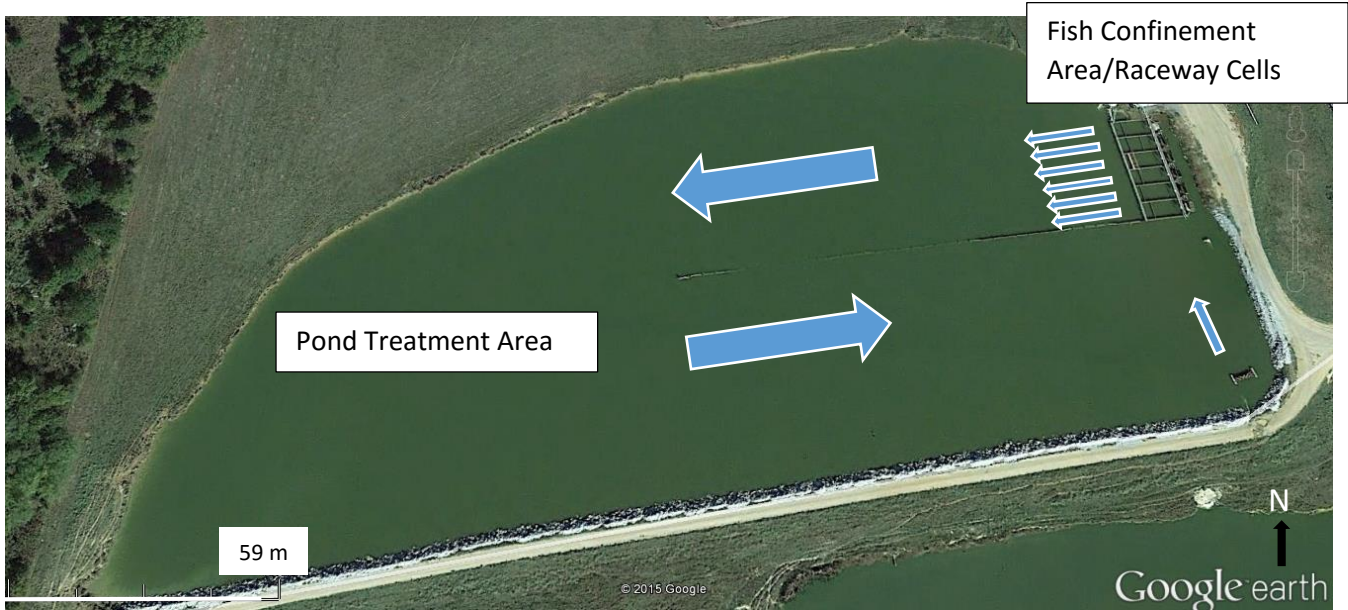 Fish Confinement
Area/Raceway Cells
Pond Treatment Area
59 m
N
© 2015 Google
Google earth